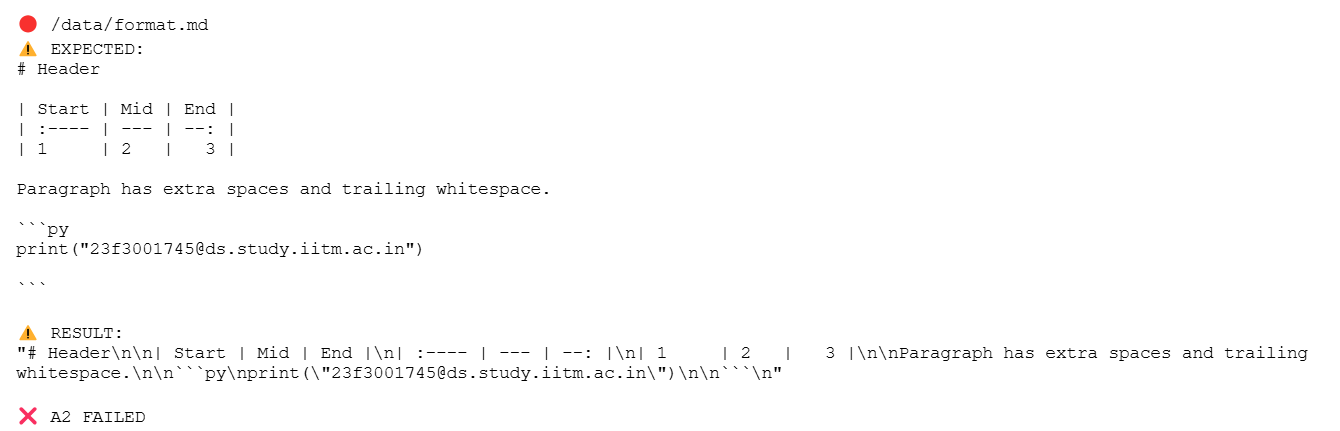 🔴 /data/format.md
⚠️ EXPECTED:
# Header

| Start | Mid | End |
| :---- | --- | --: |
| 1     | 2   |   3 |

Paragraph has extra spaces and trailing whitespace.

```py
print("23f3001745@ds.study.iitm.ac.in")

```

⚠️ RESULT:
"# Header\n\n| Start | Mid | End |\n| :---- | --- | --: |\n| 1     | 2   |   3 |\n\nParagraph has extra spaces and trailing
whitespace.\n\n```py\nprint(\"23f3001745@ds.study.iitm.ac.in\")\n\n```\n"

❌ A2 FAILED